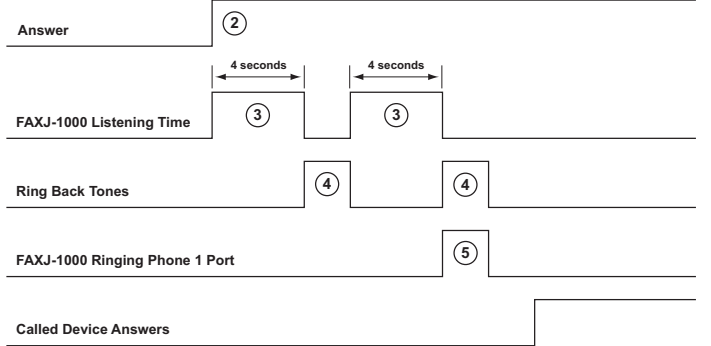 Answer
2
4 seconds
4 seconds
FAXJ-1000 Listening Time
3
3
Ring Back Tones
4
4
FAXJ-1000 Ringing Phone 1 Port
5
Called Device Answers